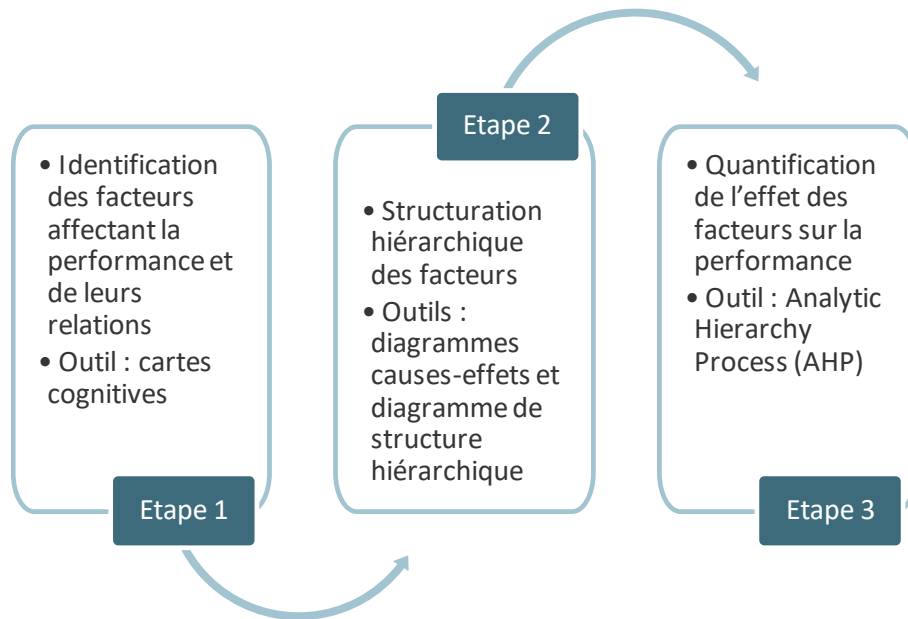 • Identification
des facteurs
affectant la
performance et
de leurs
relations
• Outil : cartes
cognitives
Etape 1
Etape 2
• Structuration
hiérarchique
des facteurs
• Outils :
diagrammes
causes-effets et
diagramme de
structure
hiérarchique
• Quantification
de l’effet des
facteurs sur la
performance
• Outil : Analytic
Hierarchy
Process (AHP)
Etape 3